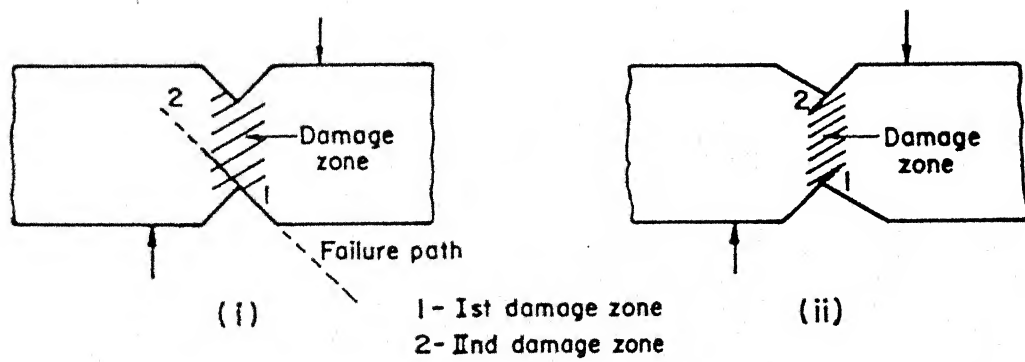 2
Damage
zone
1
Failure path
(i)
2
Damage
zone
1
(ii)
1- Ist damage zone
2- IInd damage zone